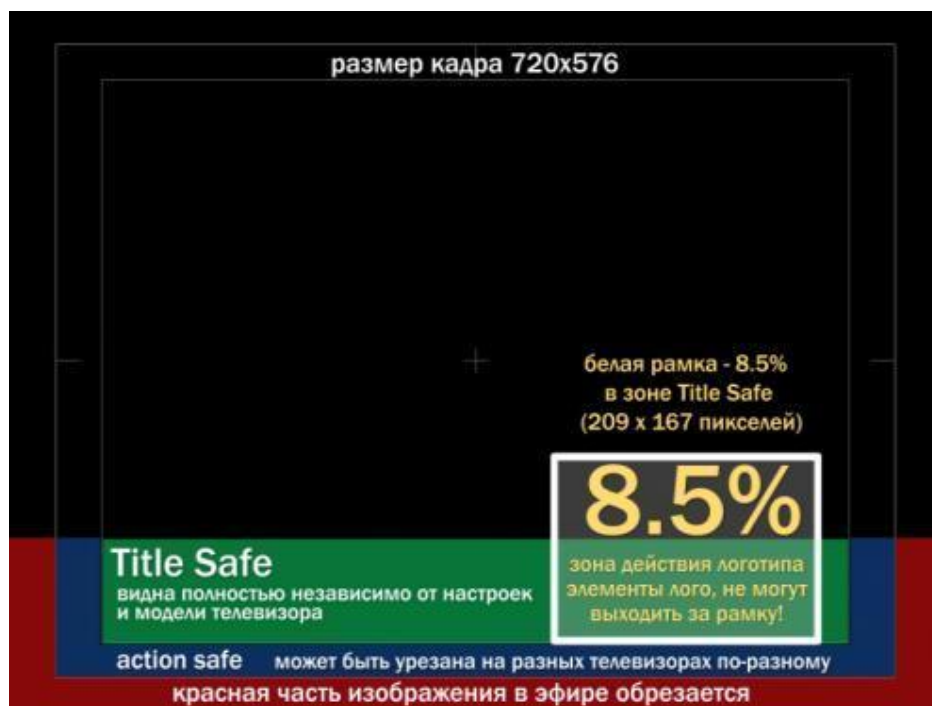 размер кадра 720x576
белая рамка - 8.5%
в зоне Title Safe
(209 x 167 пикселей)
8.5%
зона действия логотипа
элементы лого, не могут
выходить за рамку!
Title Safe
видна полностью независимо от настроек
и модели телевизора
action safe может быть урезана на разных телевизорах по-разному
красная часть изображения в эфире обрезается